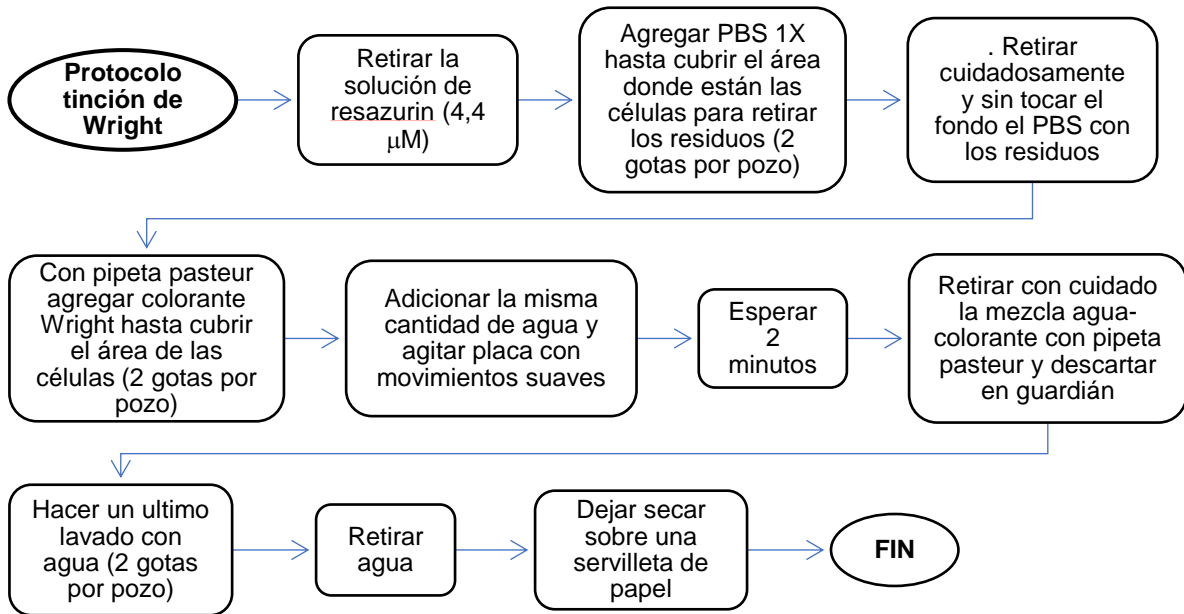 Protocolo
tinción de
Wright
Retirar la
solución de
resazurin (4,4
μM)
Agregar PBS 1X
hasta cubrir el área
donde están las
células para retirar
los residuos (2
gotas por pozo)
. Retirar
cuidadosamente
y sin tocar el
fondo el PBS con
los residuos
Con pipeta pasteur
agregar colorante
Wright hasta cubrir
el área de las
células (2 gotas por
pozo)
Adicionar la misma
cantidad de agua y
agitar placa con
movimientos suaves
Esperar
2
minutos
Retirar con cuidado
la mezcla agua-
colorante con pipeta
pasteur y descartar
en guardián
Hacer un ultimo
lavado con
agua (2 gotas
por pozo)
Retirar
agua
Dejar secar
sobre una
servilleta de
papel
FIN